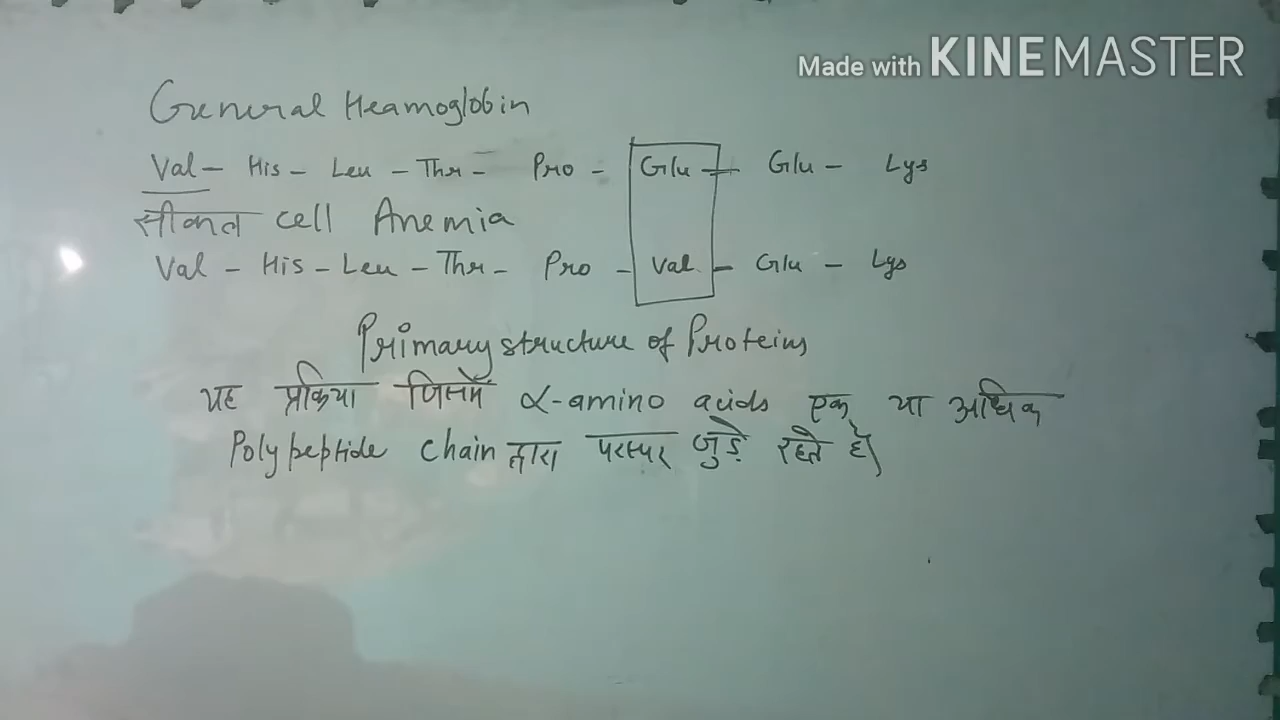 Made with KINEMASTER
General Heamoglobin
Val - His - Leu - Thr - Pro - Glu - Glu - Lys
सीकल cell Anemia
Val - His - Leu - Thr - Pro - Val - Glu - Lys
Primary structure of Proteins
यह प्रक्रिया जिसमें α-amino acids एक या अधिक
Polypeptide chain द्वारा परस्पर जुड़े रहते है।